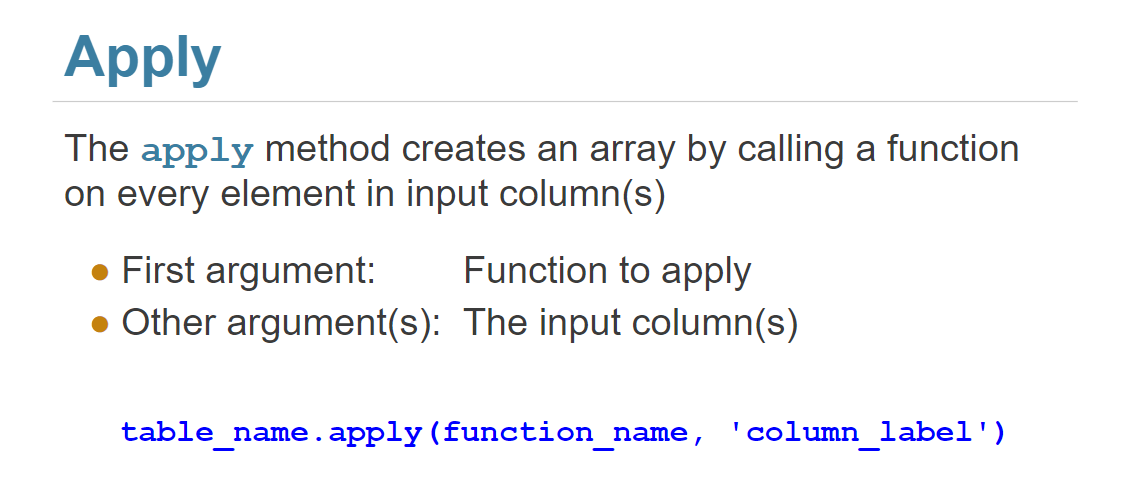 Apply
The apply method creates an array by calling a function
on every element in input column(s)
● First argument: Function to apply
● Other argument(s): The input column(s)
table_name.apply(function_name, 'column_label')